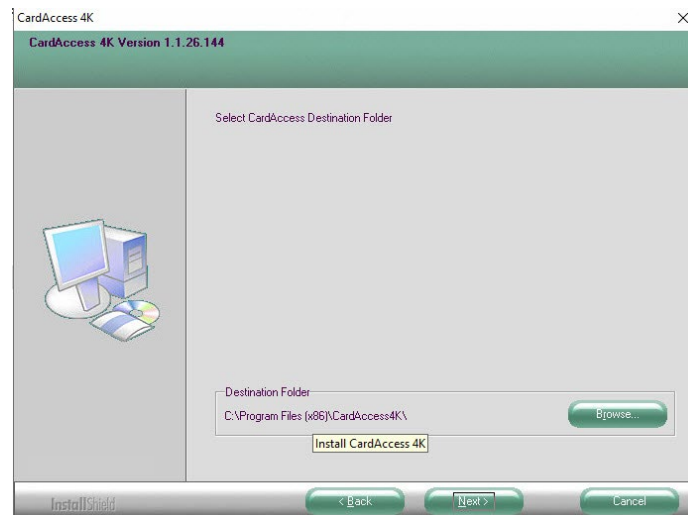 CardAccess 4K
CardAccess 4K Version 1.1.26.144
Select CardAccess Destination Folder
Destination Folder
C:\Program Files (x86)\CardAccess4K\
Browse...
Install CardAccess 4K
InstallShield
< Back
Next >
Cancel